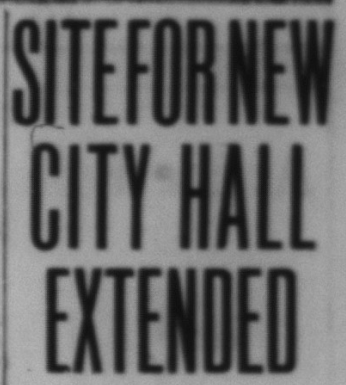 SITE FOR NEW
CITY HALL
EXTENDED